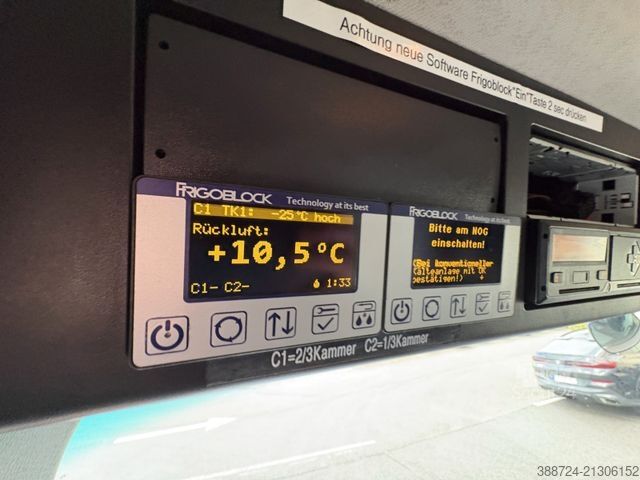 Achtung neue Software Frigoblock"Ein"Taste 2 sec drücken
FRIGOBLOCK Technology at its best
C1 TK1: -25°C hoch
Rückluft:
+10,5°C
C1- C2- 1:33
FRIGOBLOCK Technology at its best
Bitte am NOG
einschalten!
(Bei konventioneller
Kälteanlage mit OK
bestätigen!)
C1=2/3Kammer C2=1/3Kammer
388724-21306152